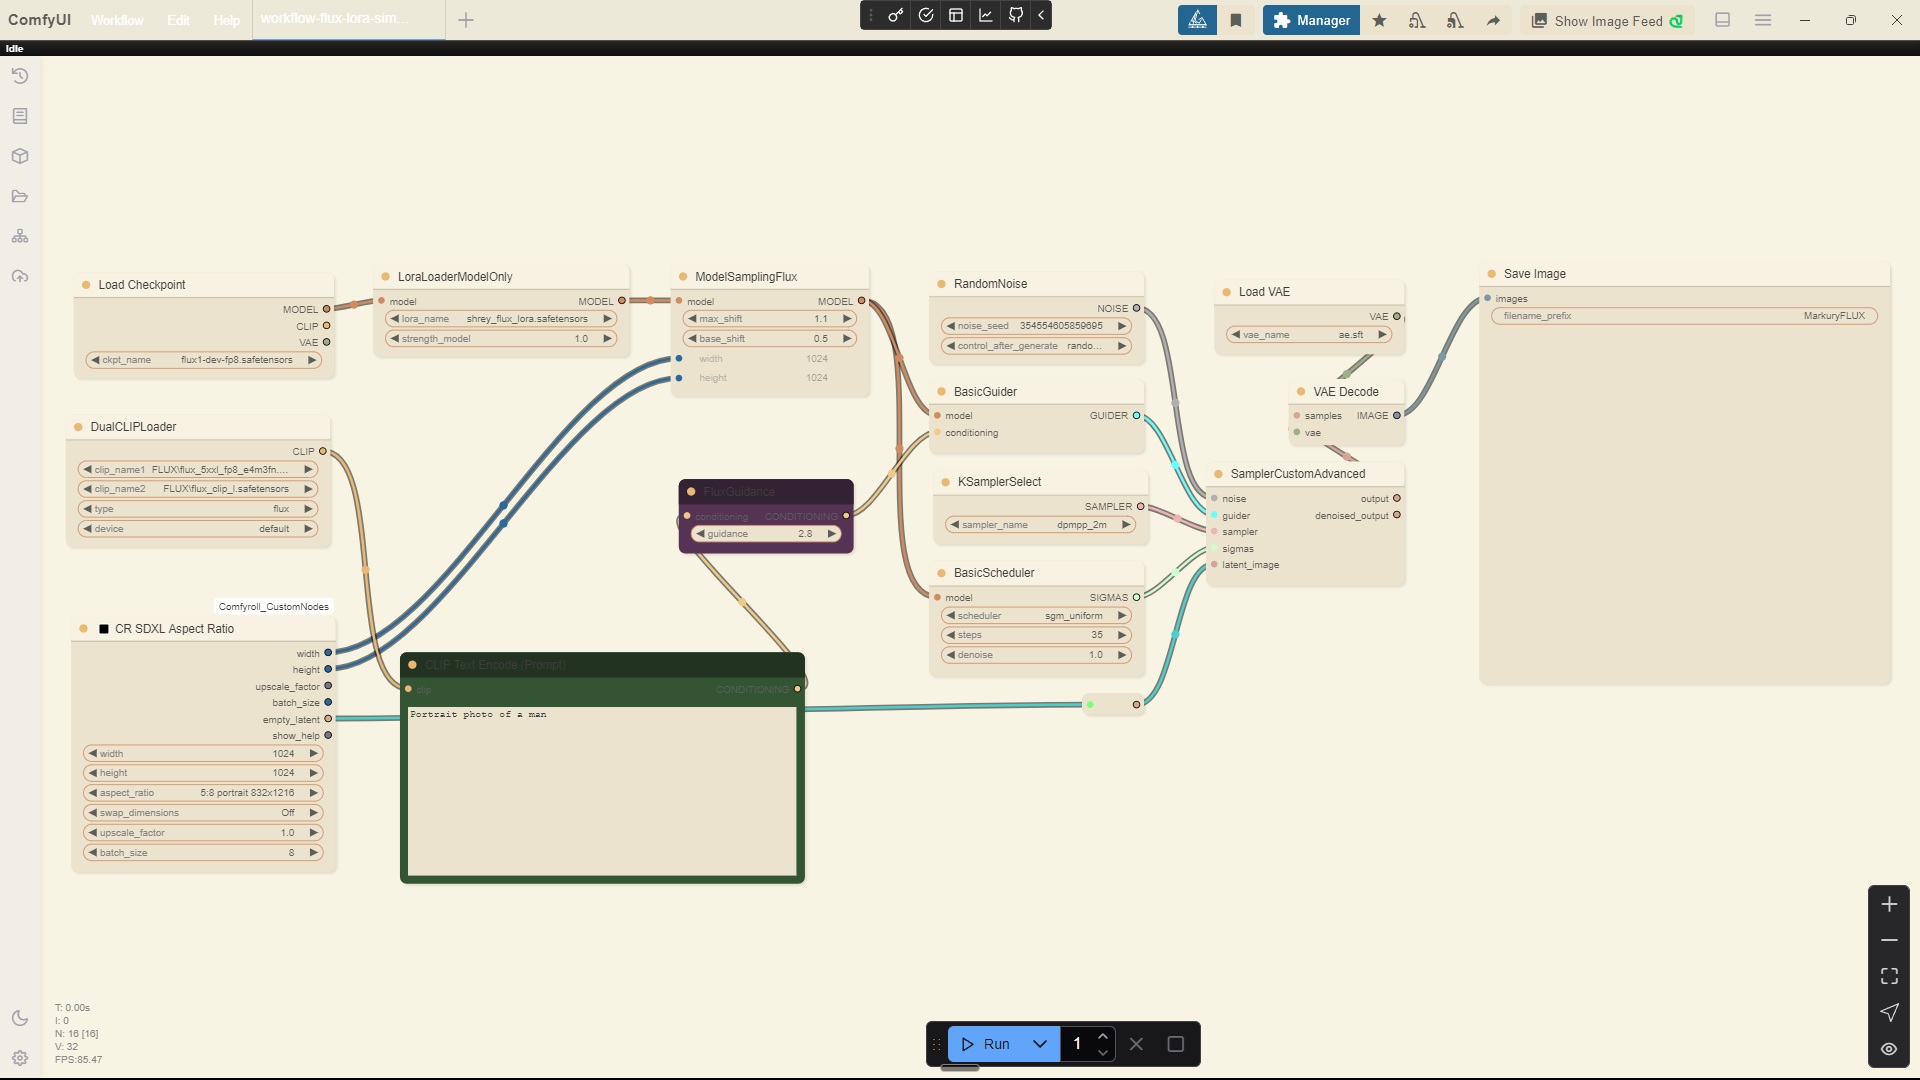 ComfyUI Workflow Edit Help workflow-flux-lora-sim...
Manager Show Image Feed
Idle
Load Checkpoint
MODEL
CLIP
VAE
ckpt_name flux1-dev-fp8.safetensors
LoraLoaderModelOnly
model MODEL
lora_name shrey_flux_lora.safetensors
strength_model 1.0
ModelSamplingFlux
model MODEL
max_shift 1.1
base_shift 0.5
width 1024
height 1024
RandomNoise
NOISE
noise_seed 354554605859695
control_after_generate rando...
Load VAE
VAE
vae_name ae.sft
Save Image
images
filename_prefix MarkuryFLUX
DualCLIPLoader
CLIP
clip_name1 FLUX\flux_5xxl_fp8_e4m3fn....
clip_name2 FLUX\flux_clip_l.safetensors
type flux
device default
BasicGuider
model GUIDER
conditioning
VAE Decode
samples IMAGE
vae
FluxGuidance
conditioning CONDITIONING
guidance 2.8
KSamplerSelect
SAMPLER
sampler_name dpmpp_2m
SamplerCustomAdvanced
noise output
guider denoised_output
sampler
sigmas
latent_image
BasicScheduler
model SIGMAS
scheduler sgm_uniform
steps 35
denoise 1.0
Comfyroll_CustomNodes
CR SDXL Aspect Ratio
width
height
upscale_factor
batch_size
empty_latent
show_help
width 1024
height 1024
aspect_ratio 5:8 portrait 832x1216
swap_dimensions Off
upscale_factor 1.0
batch_size 8
CLIP Text Encode (Prompt)
clip CONDITIONING
Portrait photo of a man
T: 0.00s
I: 0
N: 16 [16]
V: 32
FPS:85.47
Run 1